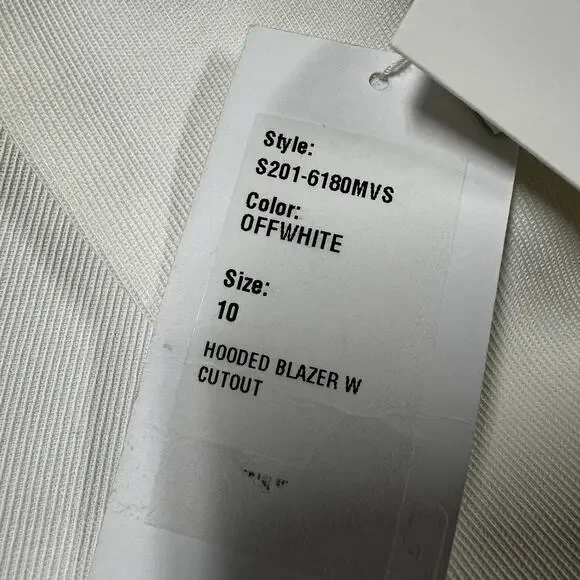 Style:
S201-6180MVS
Color:
OFFWHITE
Size:
10
HOODED BLAZER W
CUTOUT